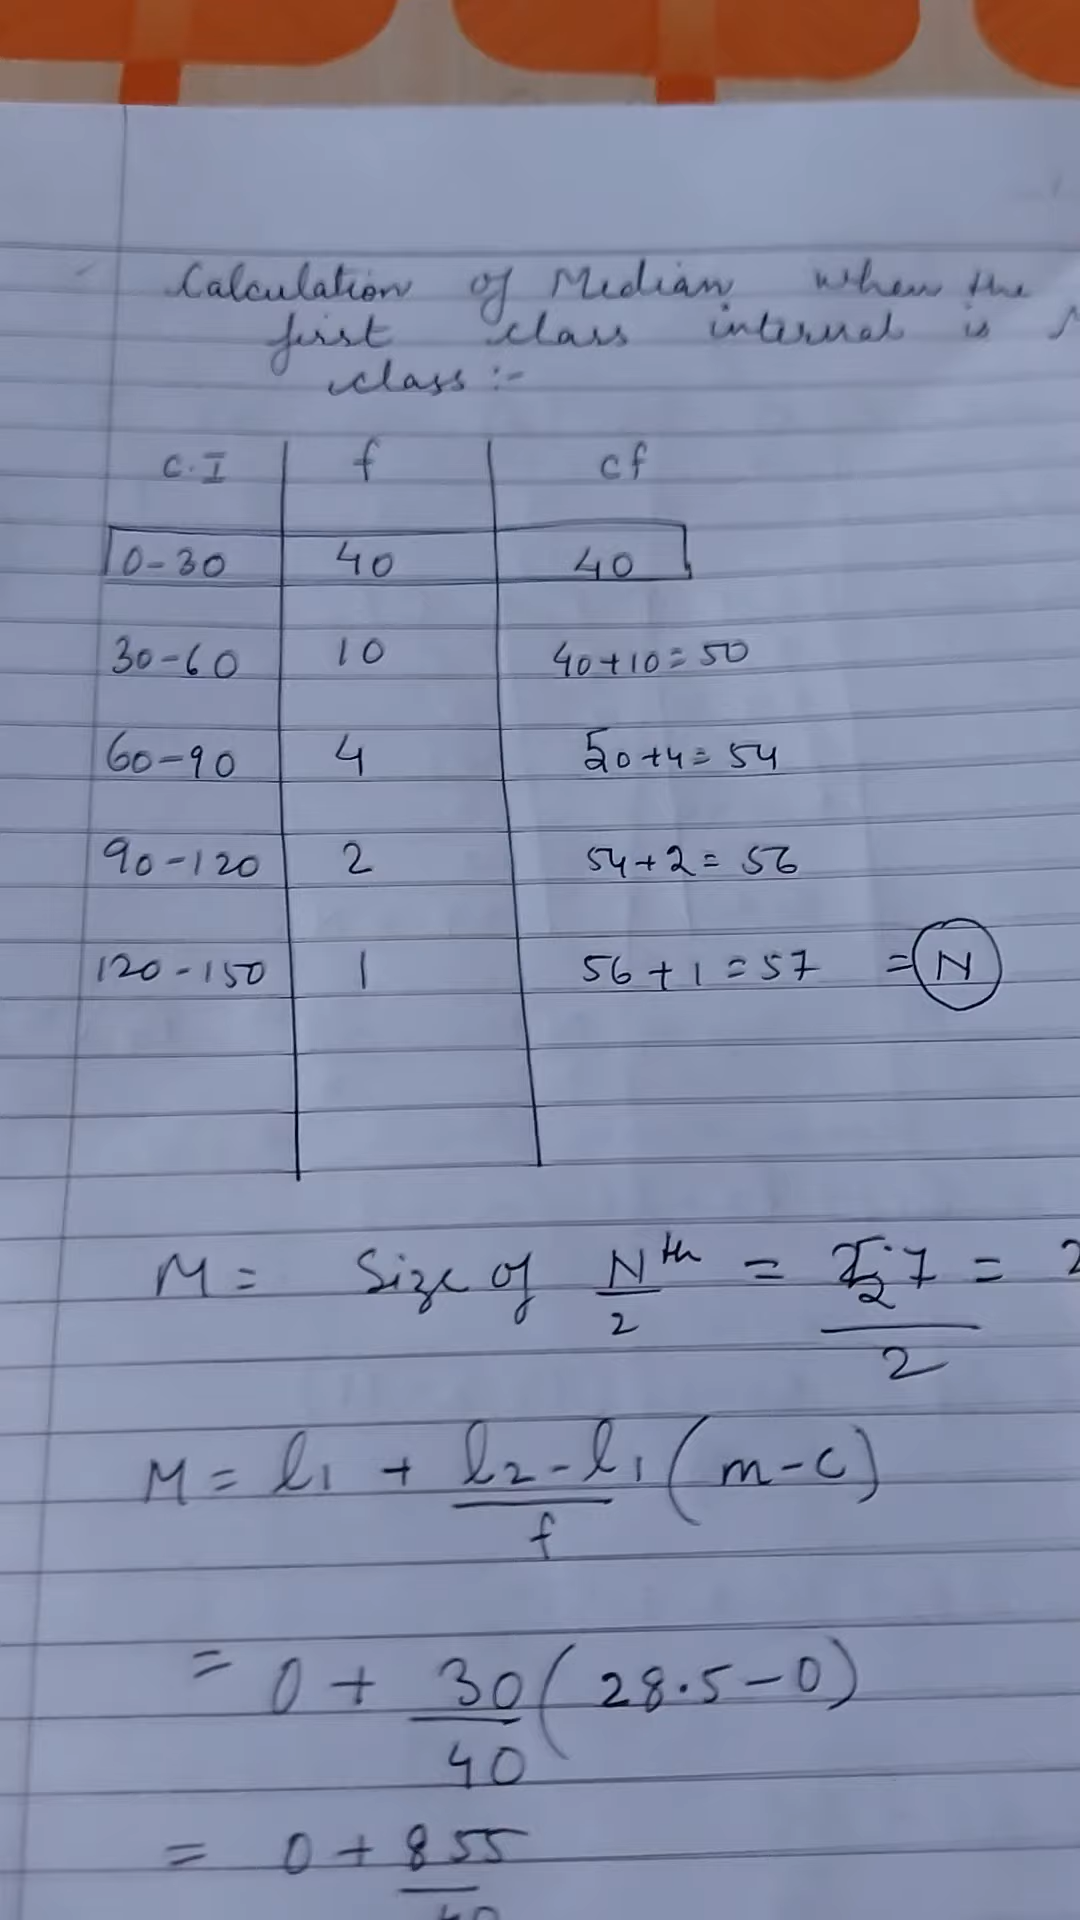 Calculation of Median when the
first class interval is
class :-
C.I f cf
0-30 40 40
30-60 10 40+10=50
60-90 4 50+4=54
90-120 2 54+2=56
120-150 1 56+1=57 = N
M = Size of N/2 th = 57/2 = 2
M = l1 + l2-l1/f (m-c)
= 0 + 30/40 (28.5-0)
= 0 + 855/40